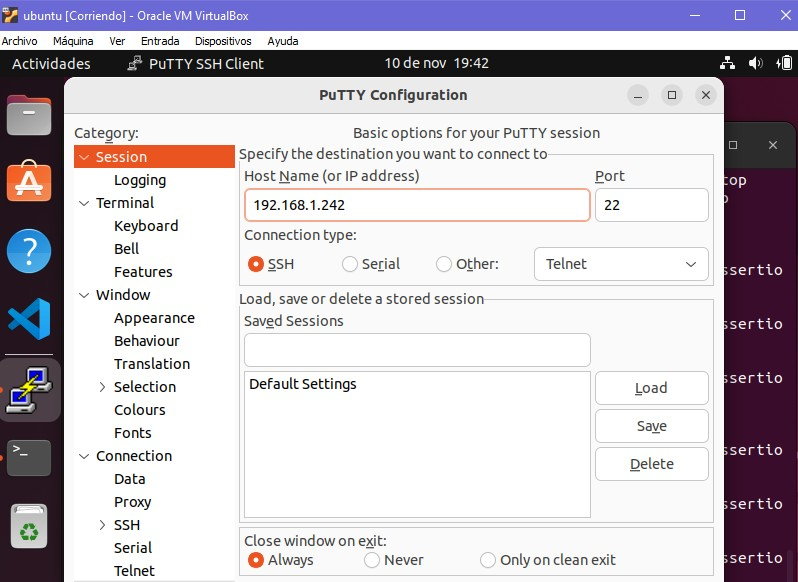 ubuntu [Corriendo] - Oracle VM VirtualBox
Archivo Máquina Ver Entrada Dispositivos Ayuda
Actividades PuTTY SSH Client 10 de nov 19:42
PuTTY Configuration
Category:
Session
Logging
Terminal
Keyboard
Bell
Features
Window
Appearance
Behaviour
Translation
Selection
Colours
Fonts
Connection
Data
Proxy
SSH
Serial
Telnet
Basic options for your PuTTY session
Specify the destination you want to connect to
Host Name (or IP address) Port
192.168.1.242 22
Connection type:
SSH Serial Other: Telnet
Load, save or delete a stored session
Saved Sessions
Default Settings
Load
Save
Delete
Close window on exit:
Always Never Only on clean exit
top
ssertio
ssertio
ssertio
ssertio
ssertio
ssertio